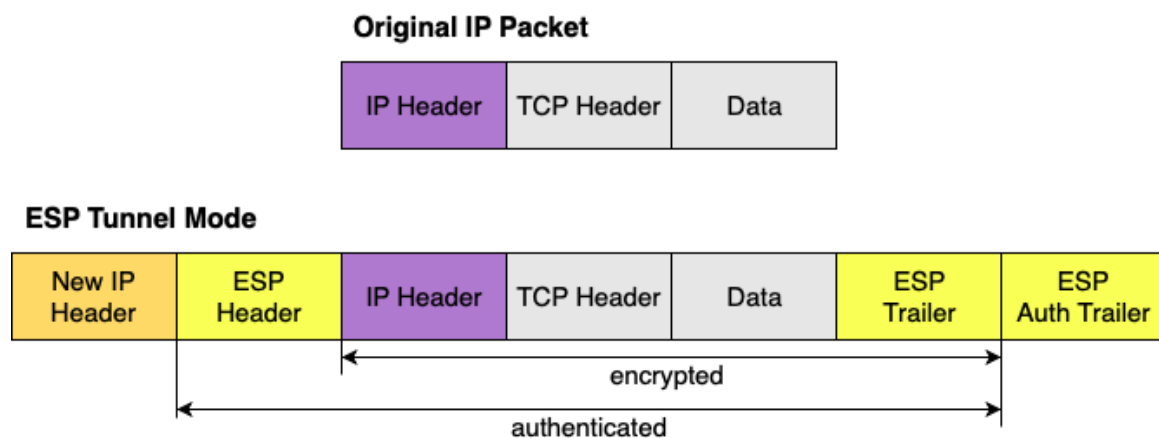 Original IP Packet
IP Header TCP Header Data
ESP Tunnel Mode
New IP Header
ESP Header
IP Header
TCP Header
Data
ESP Trailer
ESP Auth Trailer
encrypted
authenticated